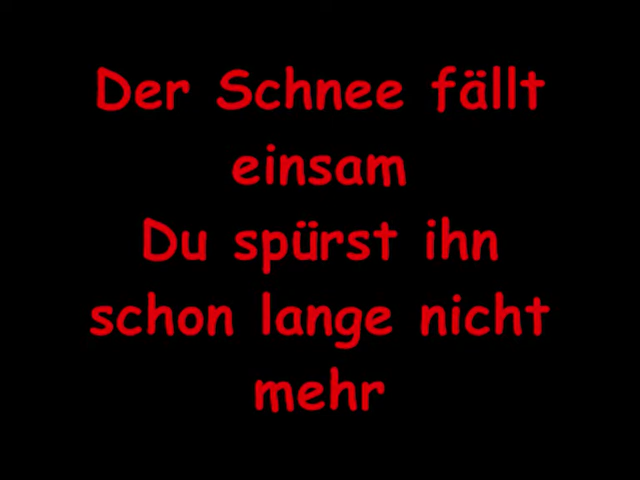 Der Schnee fällt
einsam
Du spürst ihn
schon lange nicht
mehr